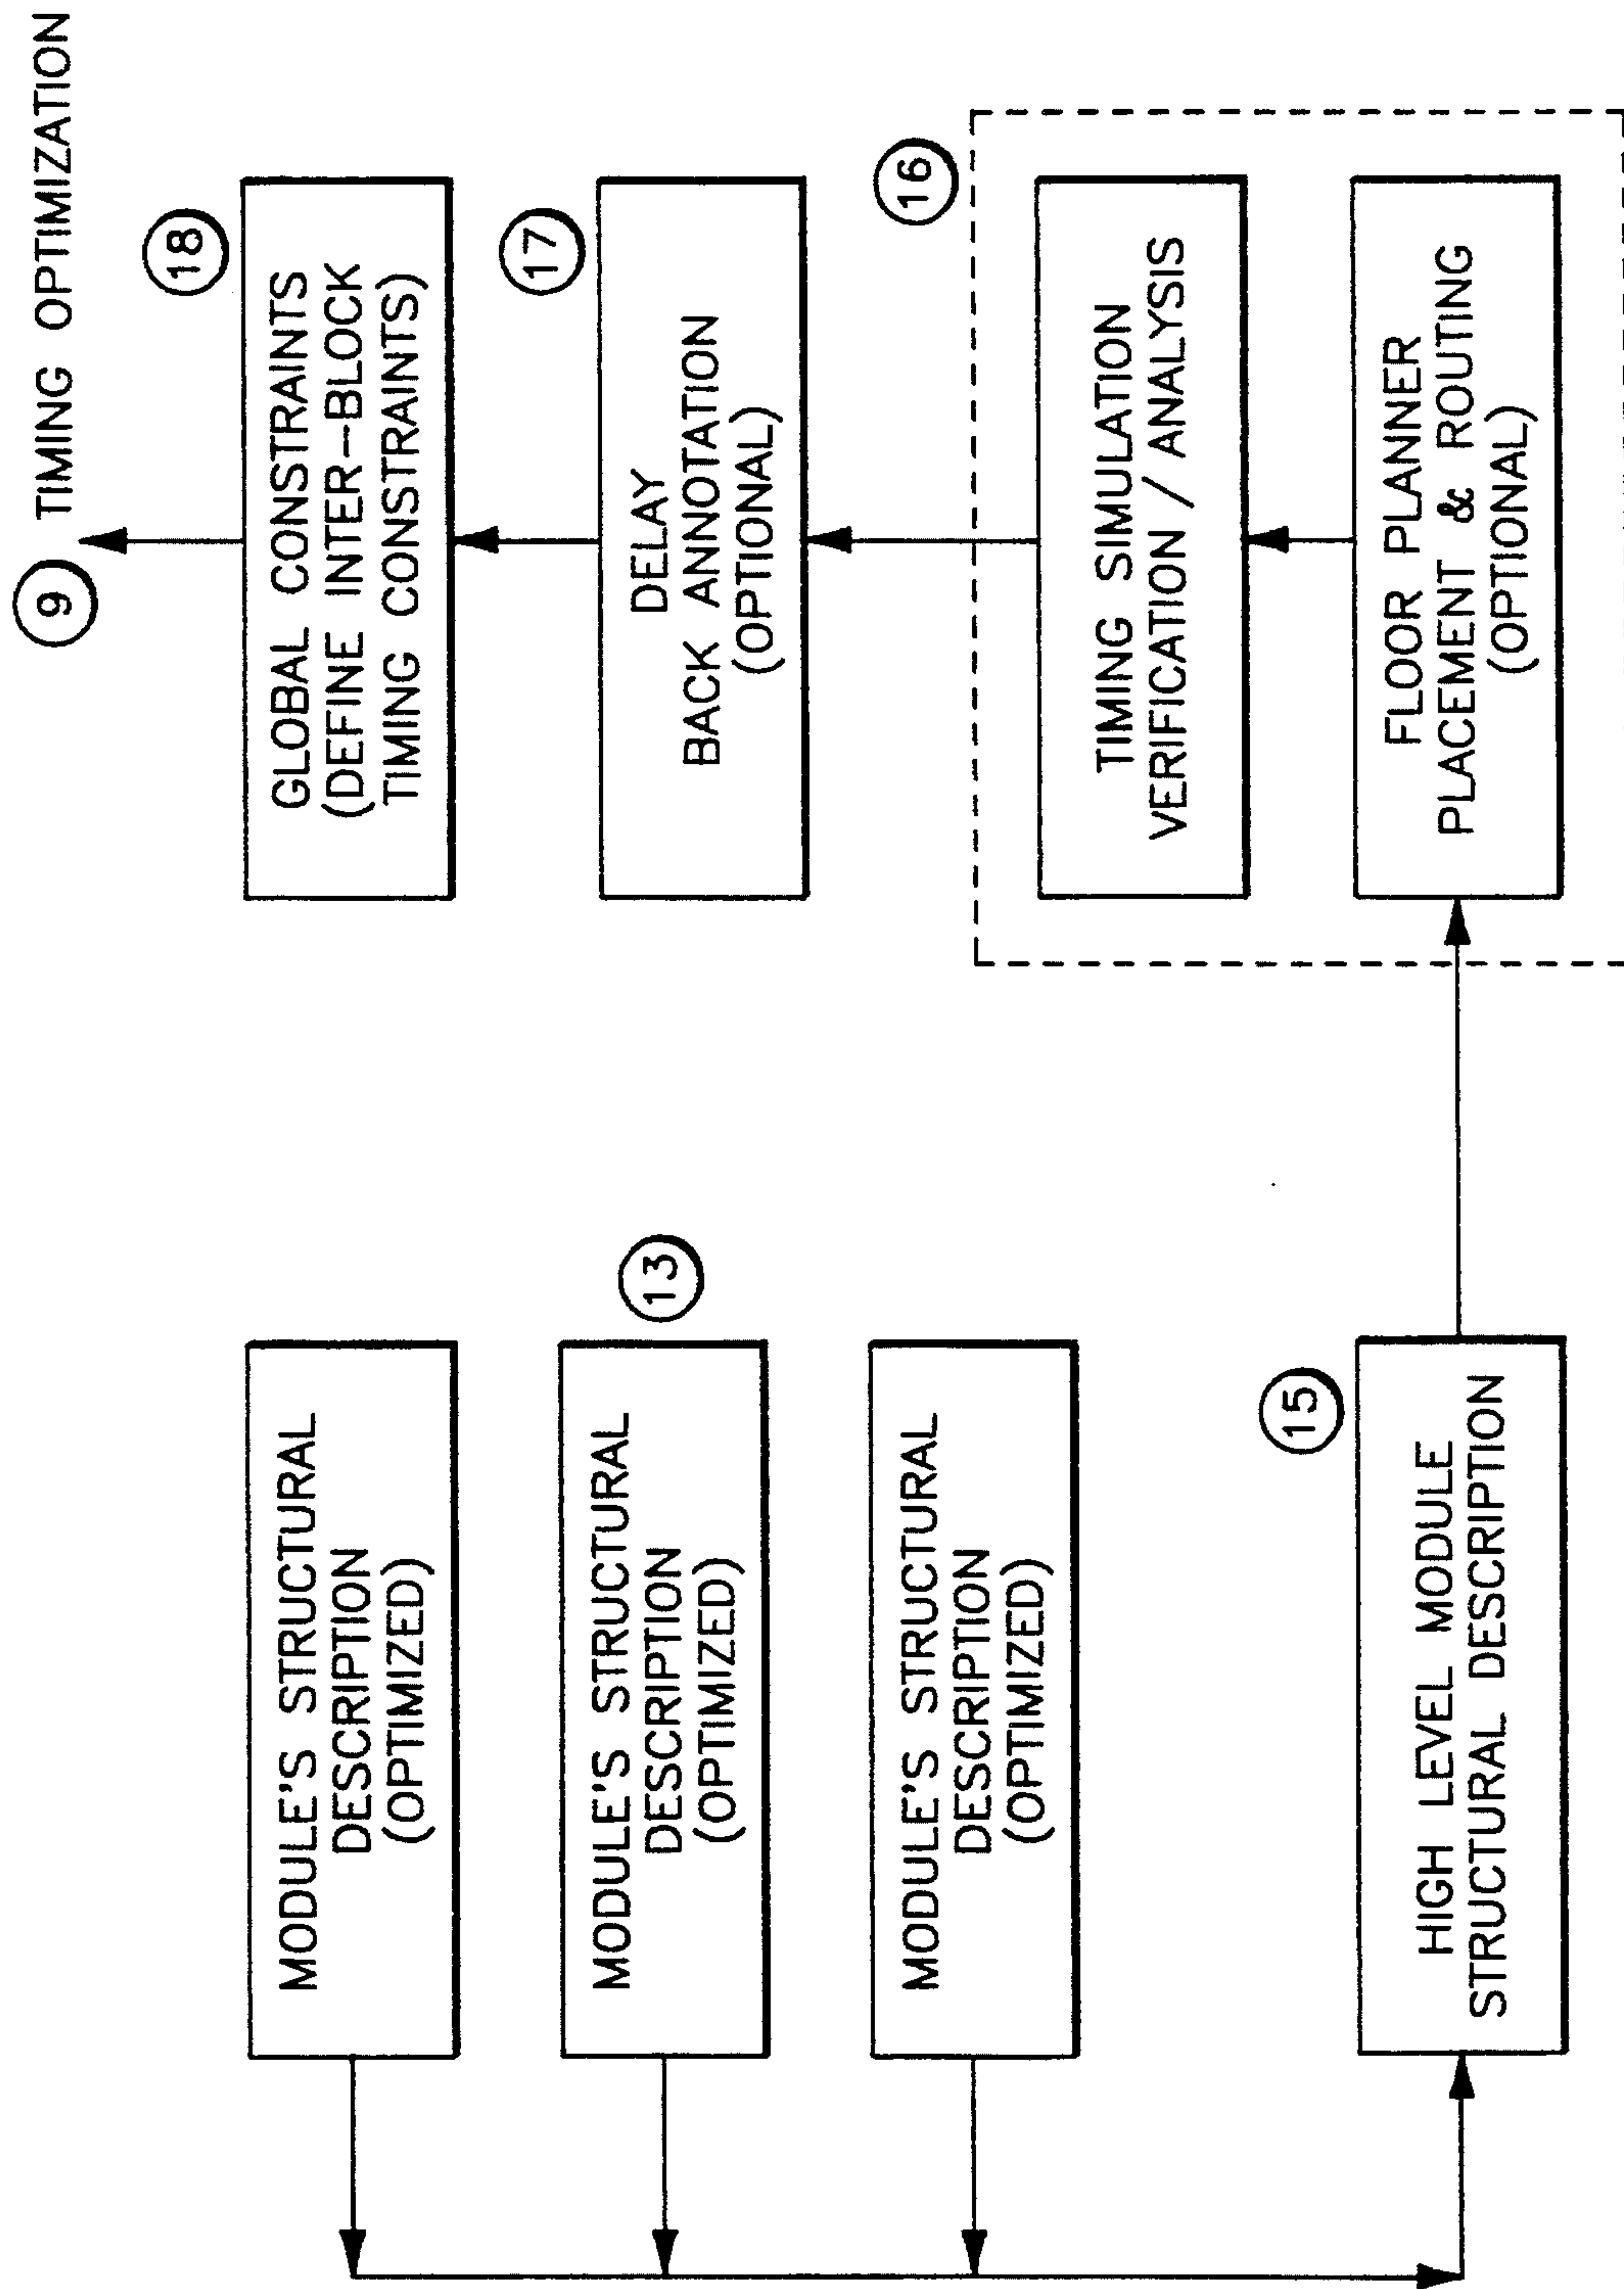 MODULE'S STRUCTURAL
DESCRIPTION
(OPTIMIZED)
MODULE'S STRUCTURAL
DESCRIPTION
(OPTIMIZED)
13
MODULE'S STRUCTURAL
DESCRIPTION
(OPTIMIZED)
15
HIGH LEVEL MODULE
STRUCTURAL DESCRIPTION
9 TIMING OPTIMIZATION
18
GLOBAL CONSTRAINTS
(DEFINE INTER-BLOCK
TIMING CONSTRAINTS)
17
DELAY
BACK ANNOTATION
(OPTIONAL)
16
TIMING SIMULATION
VERIFICATION / ANALYSIS
FLOOR PLANNER
PLACEMENT & ROUTING
(OPTIONAL)